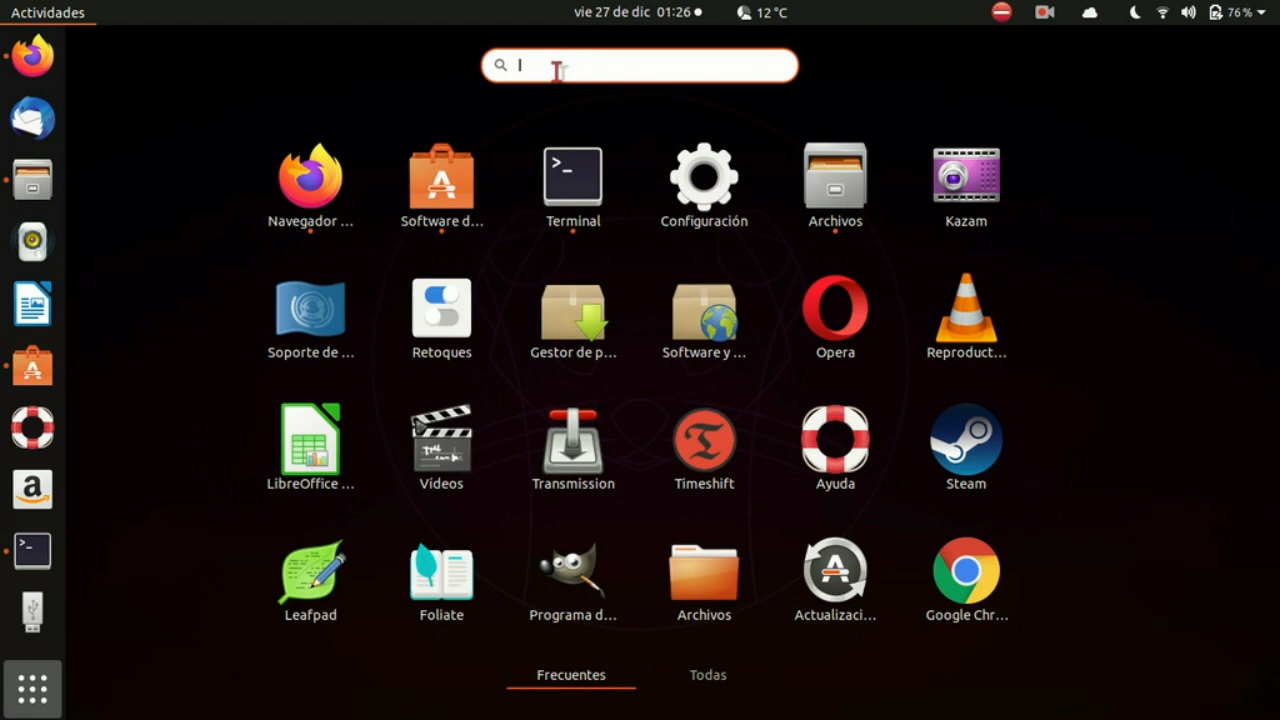 Actividades
vie 27 de dic 01:26
12 °C
76 %
Navegador ...
Software d...
Terminal
Configuración
Archivos
Kazam
Soporte de ...
Retoques
Gestor de p...
Software y ...
Opera
Reproduct...
LibreOffice ...
Vídeos
Transmission
Timeshift
Ayuda
Steam
Leafpad
Foliate
Programa d...
Archivos
Actualizaci...
Google Chr...
Frecuentes
Todas